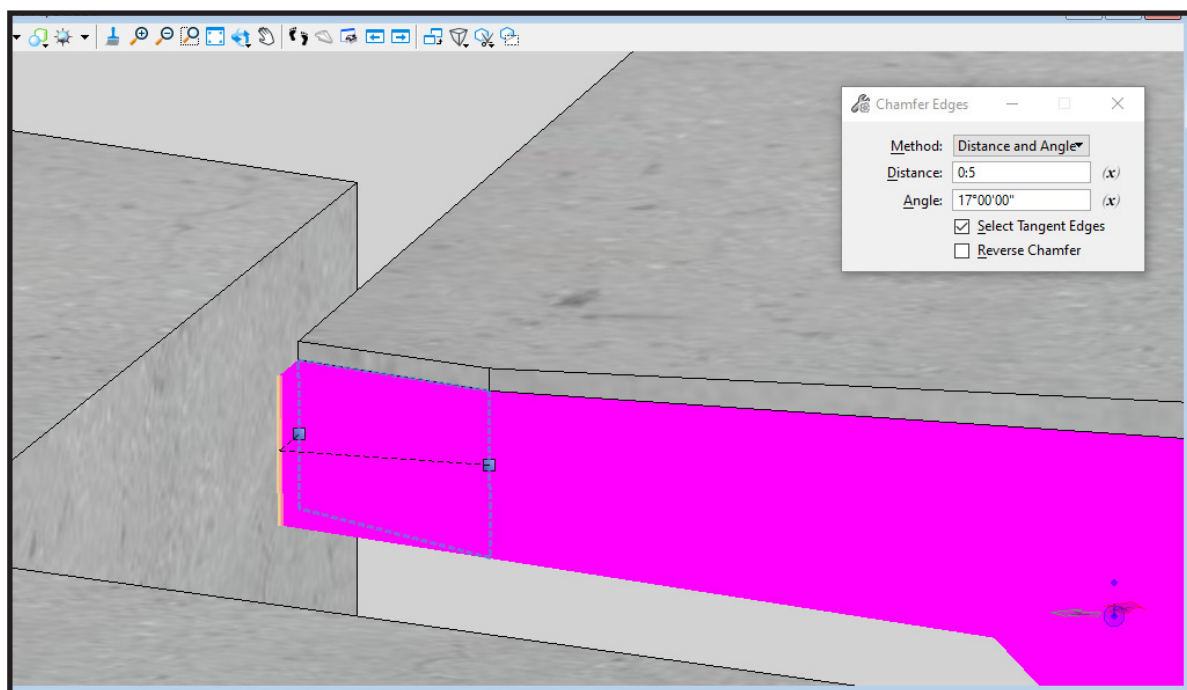 Chamfer Edges
Method: Distance and Angle
Distance: 0:5 (x)
Angle: 17°00'00" (x)
Select Tangent Edges
Reverse Chamfer